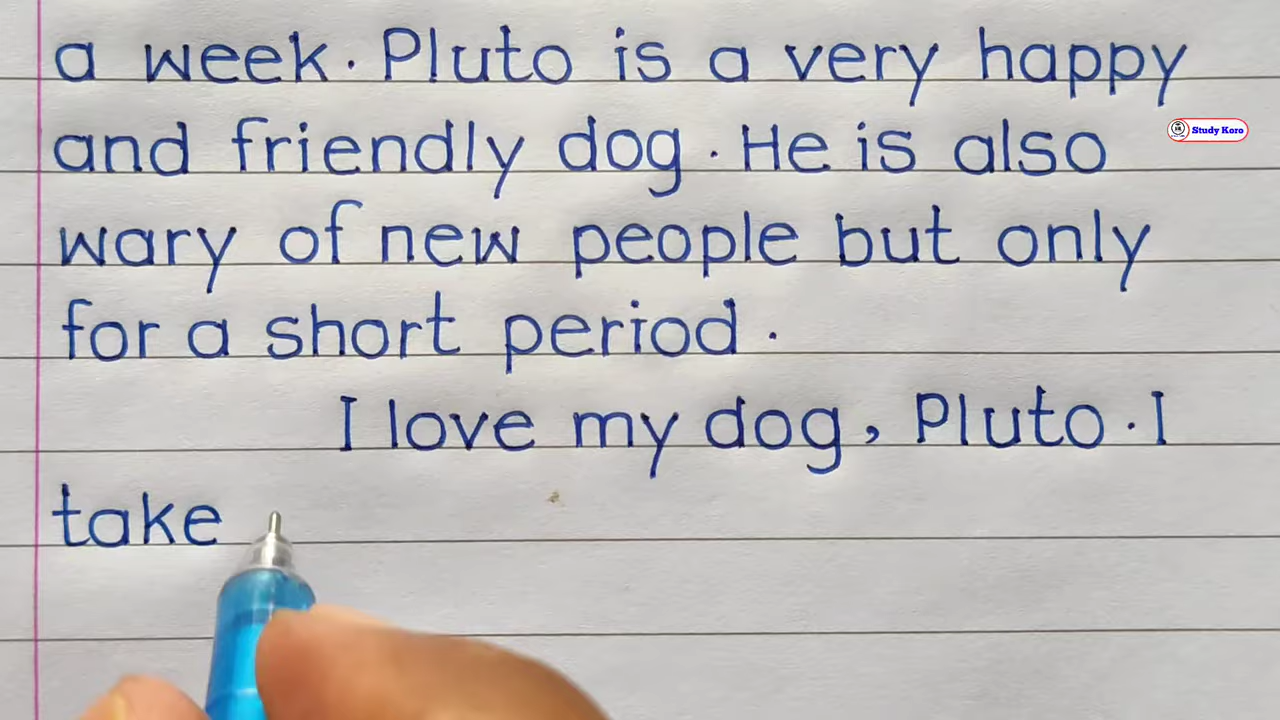 a week. Pluto is a very happy
Study Koro
and friendly dog. He is also
wary of new people but only
for a short period.
I love my dog, Pluto. I
take